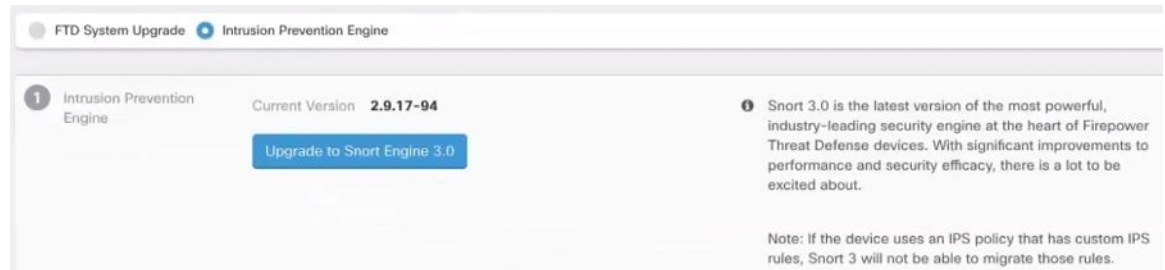 FTD System Upgrade Intrusion Prevention Engine
1 Intrusion Prevention Engine
Current Version 2.9.17-94
Upgrade to Snort Engine 3.0
Snort 3.0 is the latest version of the most powerful,
industry-leading security engine at the heart of Firepower
Threat Defense devices. With significant improvements to
performance and security efficacy, there is a lot to be
excited about.
Note: If the device uses an IPS policy that has custom IPS
rules, Snort 3 will not be able to migrate those rules.